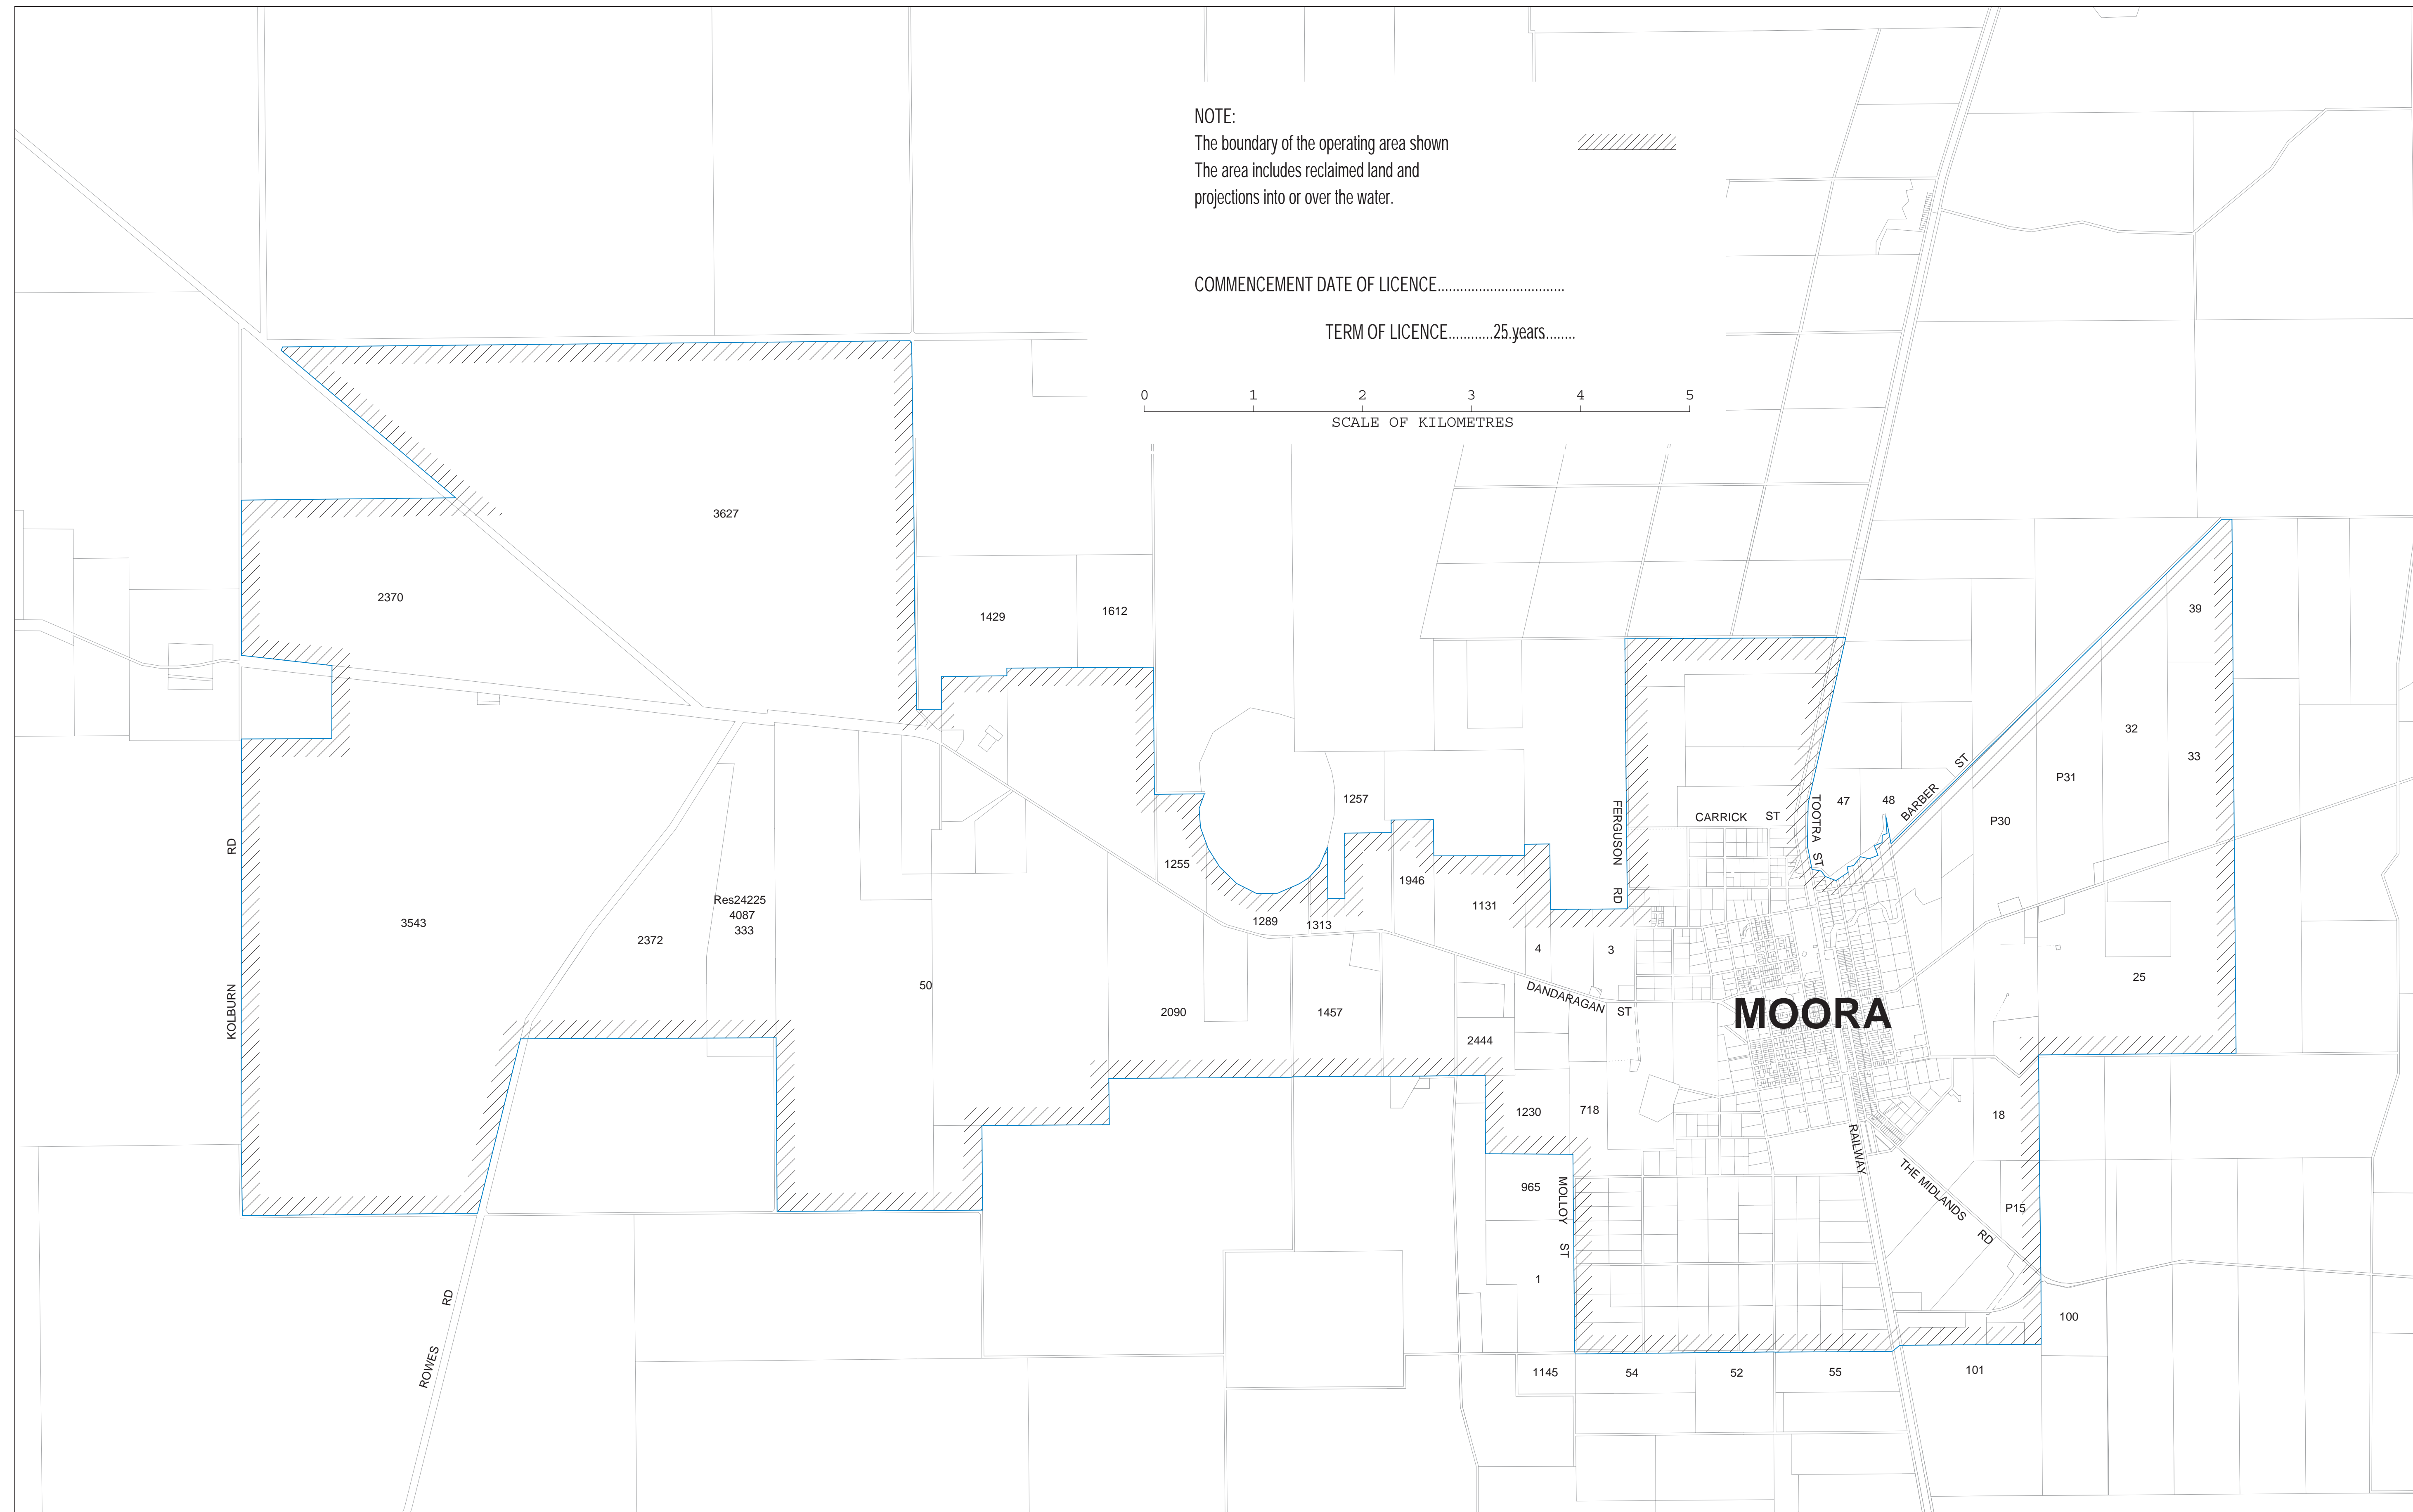 NOTE:
The boundary of the operating area shown
The area includes reclaimed land and
projections into or over the water.
COMMENCEMENT DATE OF LICENCE..................................
TERM OF LICENCE............25 years........
0 1 2 3 4 5
SCALE OF KILOMETRES
3627
2370
1429
1612
39
32
33
P31
BARBER ST
47
48
P30
TOOTRA ST
CARRICK ST
FERGUSON RD
1257
1255
1946
1131
1289
1313
4
3
KOLBURN RD
3543
2372
Res24225
4087
333
50
2090
1457
2444
DANDARAGAN ST
MOORA
25
1230
718
18
RAILWAY
THE MIDLANDS RD
P15
965
MOLLOY ST
1
100
ROWES RD
1145
54
52
55
101